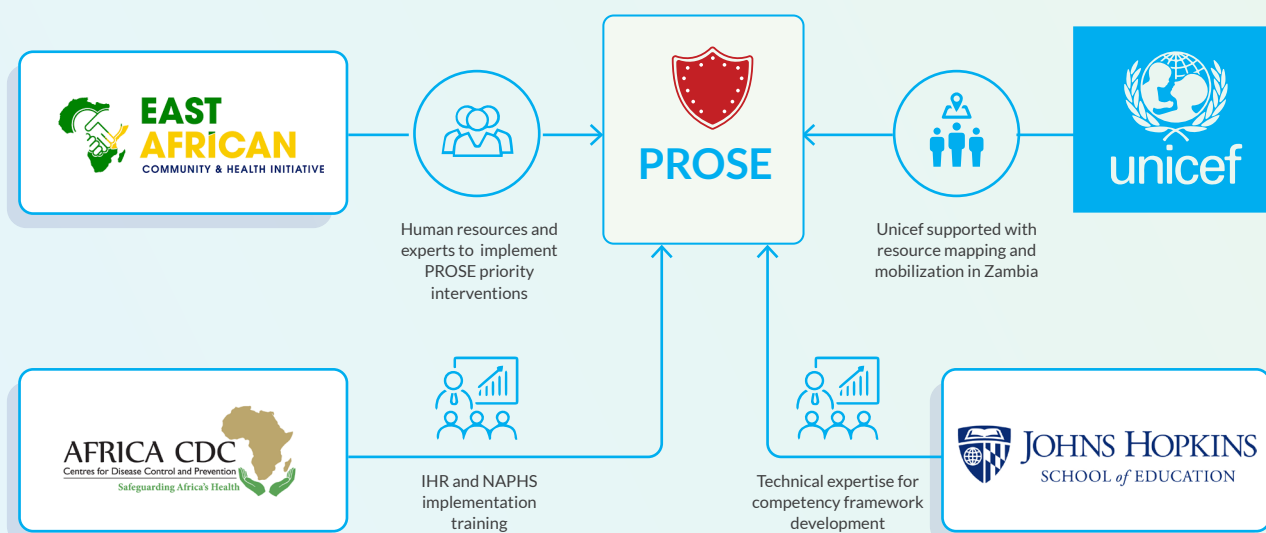 EAST
AFRICAN
COMMUNITY & HEALTH INITIATIVE
Human resources and
experts to implement
PROSE priority
interventions
PROSE
Unicef supported with
resource mapping and
mobilization in Zambia
unicef
AFRICA CDC
Centres for Disease Control and Prevention
Safeguarding Africa's Health
IHR and NAPHS
implementation
training
Technical expertise for
competency framework
development
JOHNS HOPKINS
SCHOOL of EDUCATION